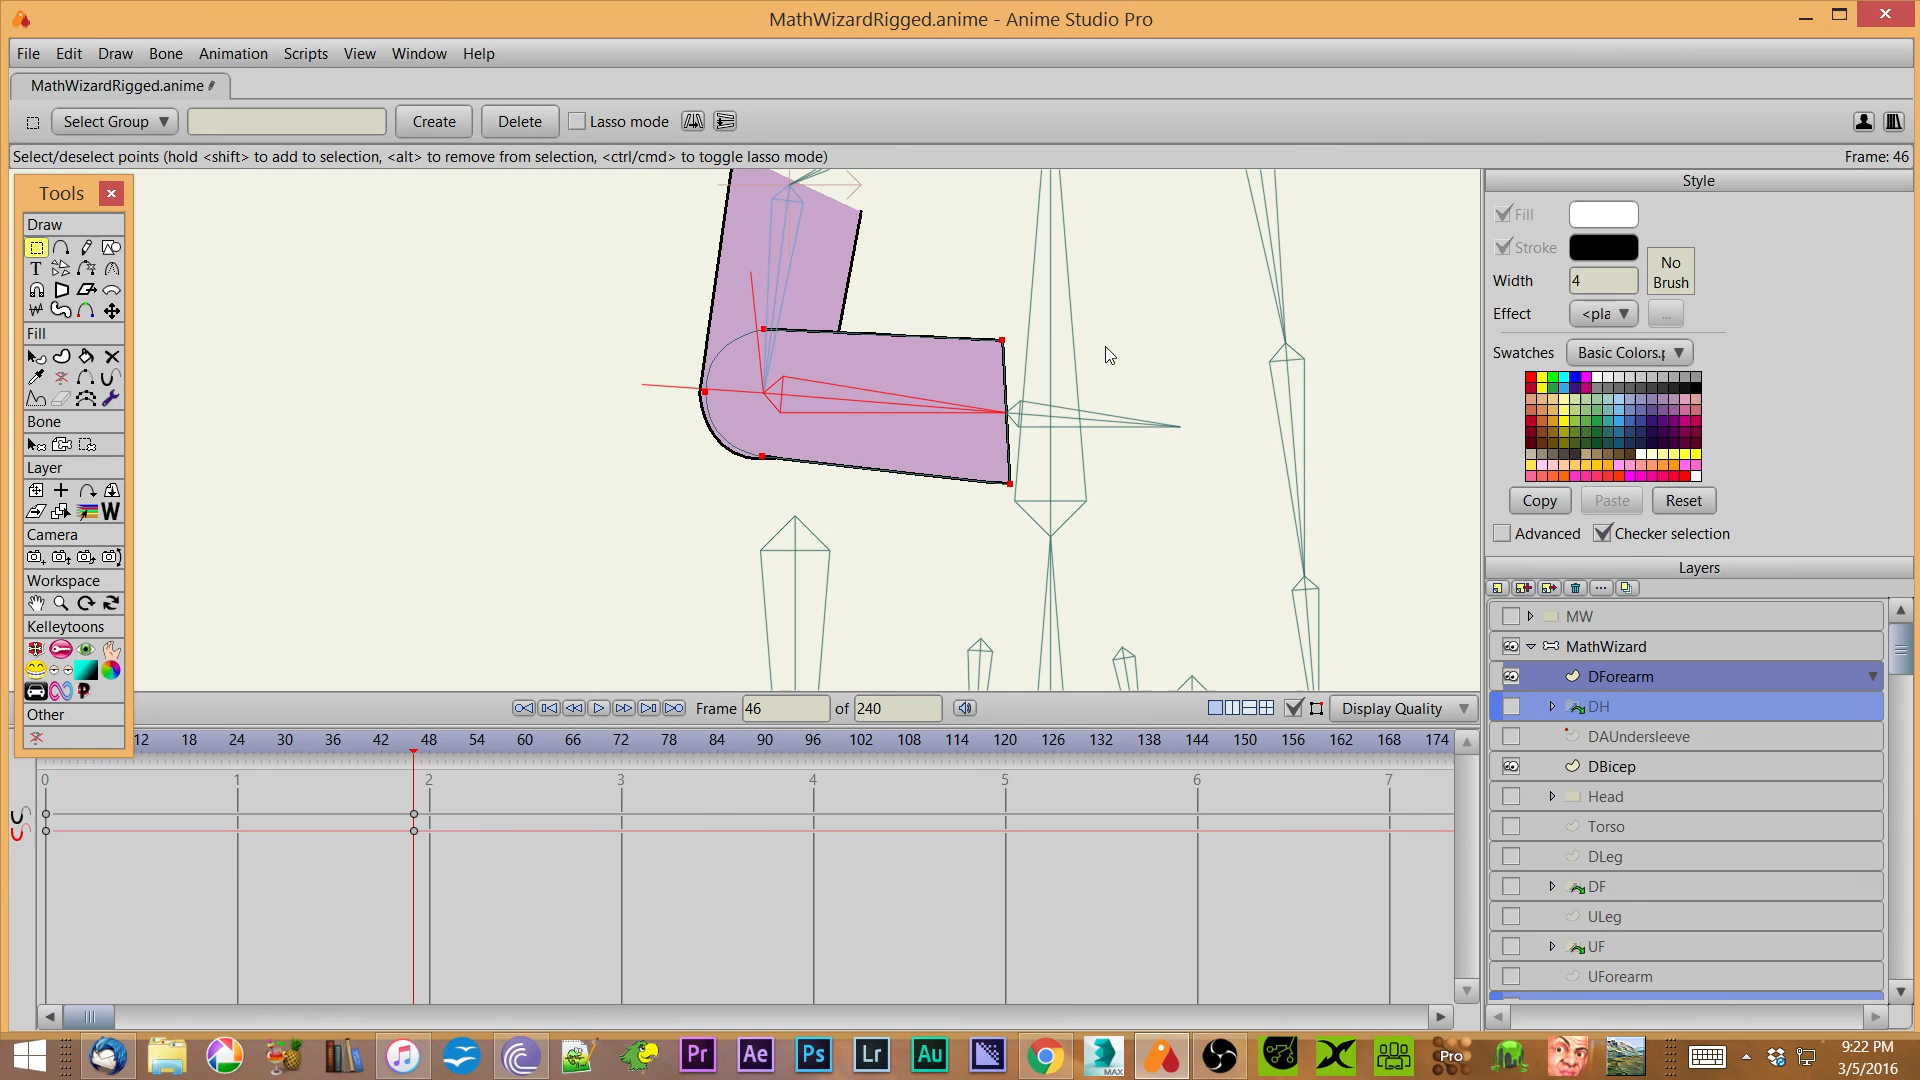 MathWizardRigged.anime - Anime Studio Pro
File Edit Draw Bone Animation Scripts View Window Help
MathWizardRigged.anime
Select Group Create Delete Lasso mode
Select/deselect points (hold <shift> to add to selection, <alt> to remove from selection, <ctrl/cmd> to toggle lasso mode)
Frame: 46
Tools
Draw
T
Fill
Bone
Layer
W
Camera
Workspace
Kelleytoons
P
Other
Style
Fill
Stroke
Width 4
No
Brush
Effect <pla ...
Swatches Basic Colors.p
Copy Paste Reset
Advanced Checker selection
Layers
MW
MathWizard
DForearm
DH
DAUndersleeve
DBicep
Head
Torso
DLeg
DF
ULeg
UF
UForearm
Frame 46 of 240 Display Quality
12 18 24 30 36 42 48 54 60 66 72 78 84 90 96 102 108 114 120 126 132 138 144 150 156 162 168 174
0 1 2 3 4 5 6 7
Pr Ae Ps Lr Au MAX Pro
9:22 PM
3/5/2016